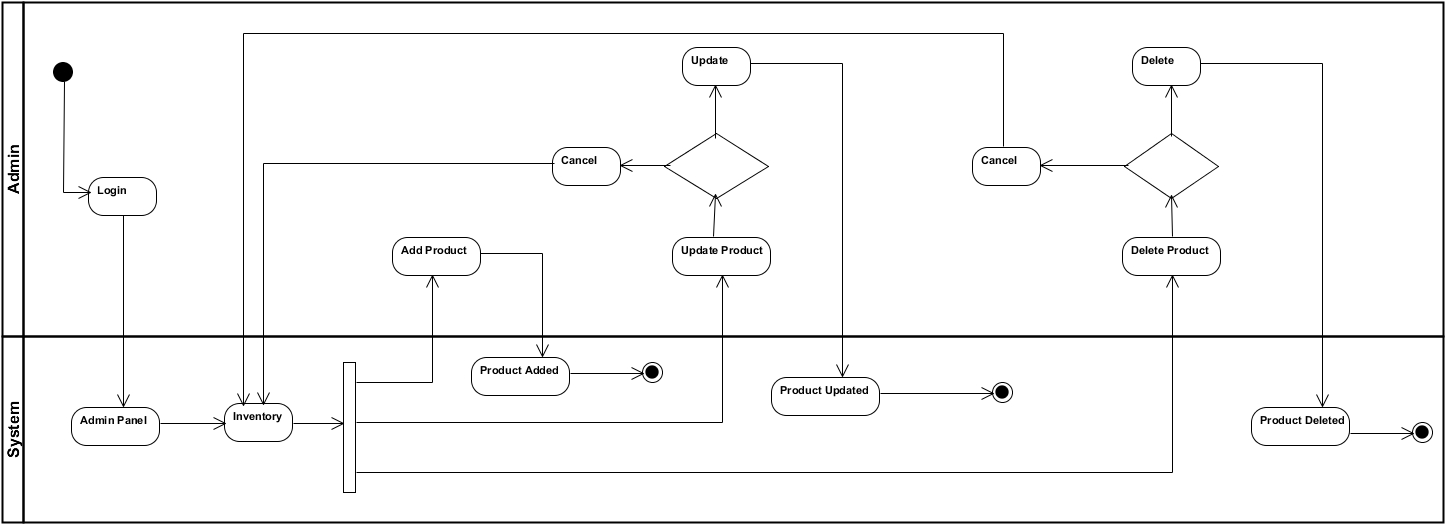 Admin
Update
Delete
Cancel
Cancel
Login
Add Product
Update Product
Delete Product
System
Product Added
Product Updated
Admin Panel
Inventory
Product Deleted